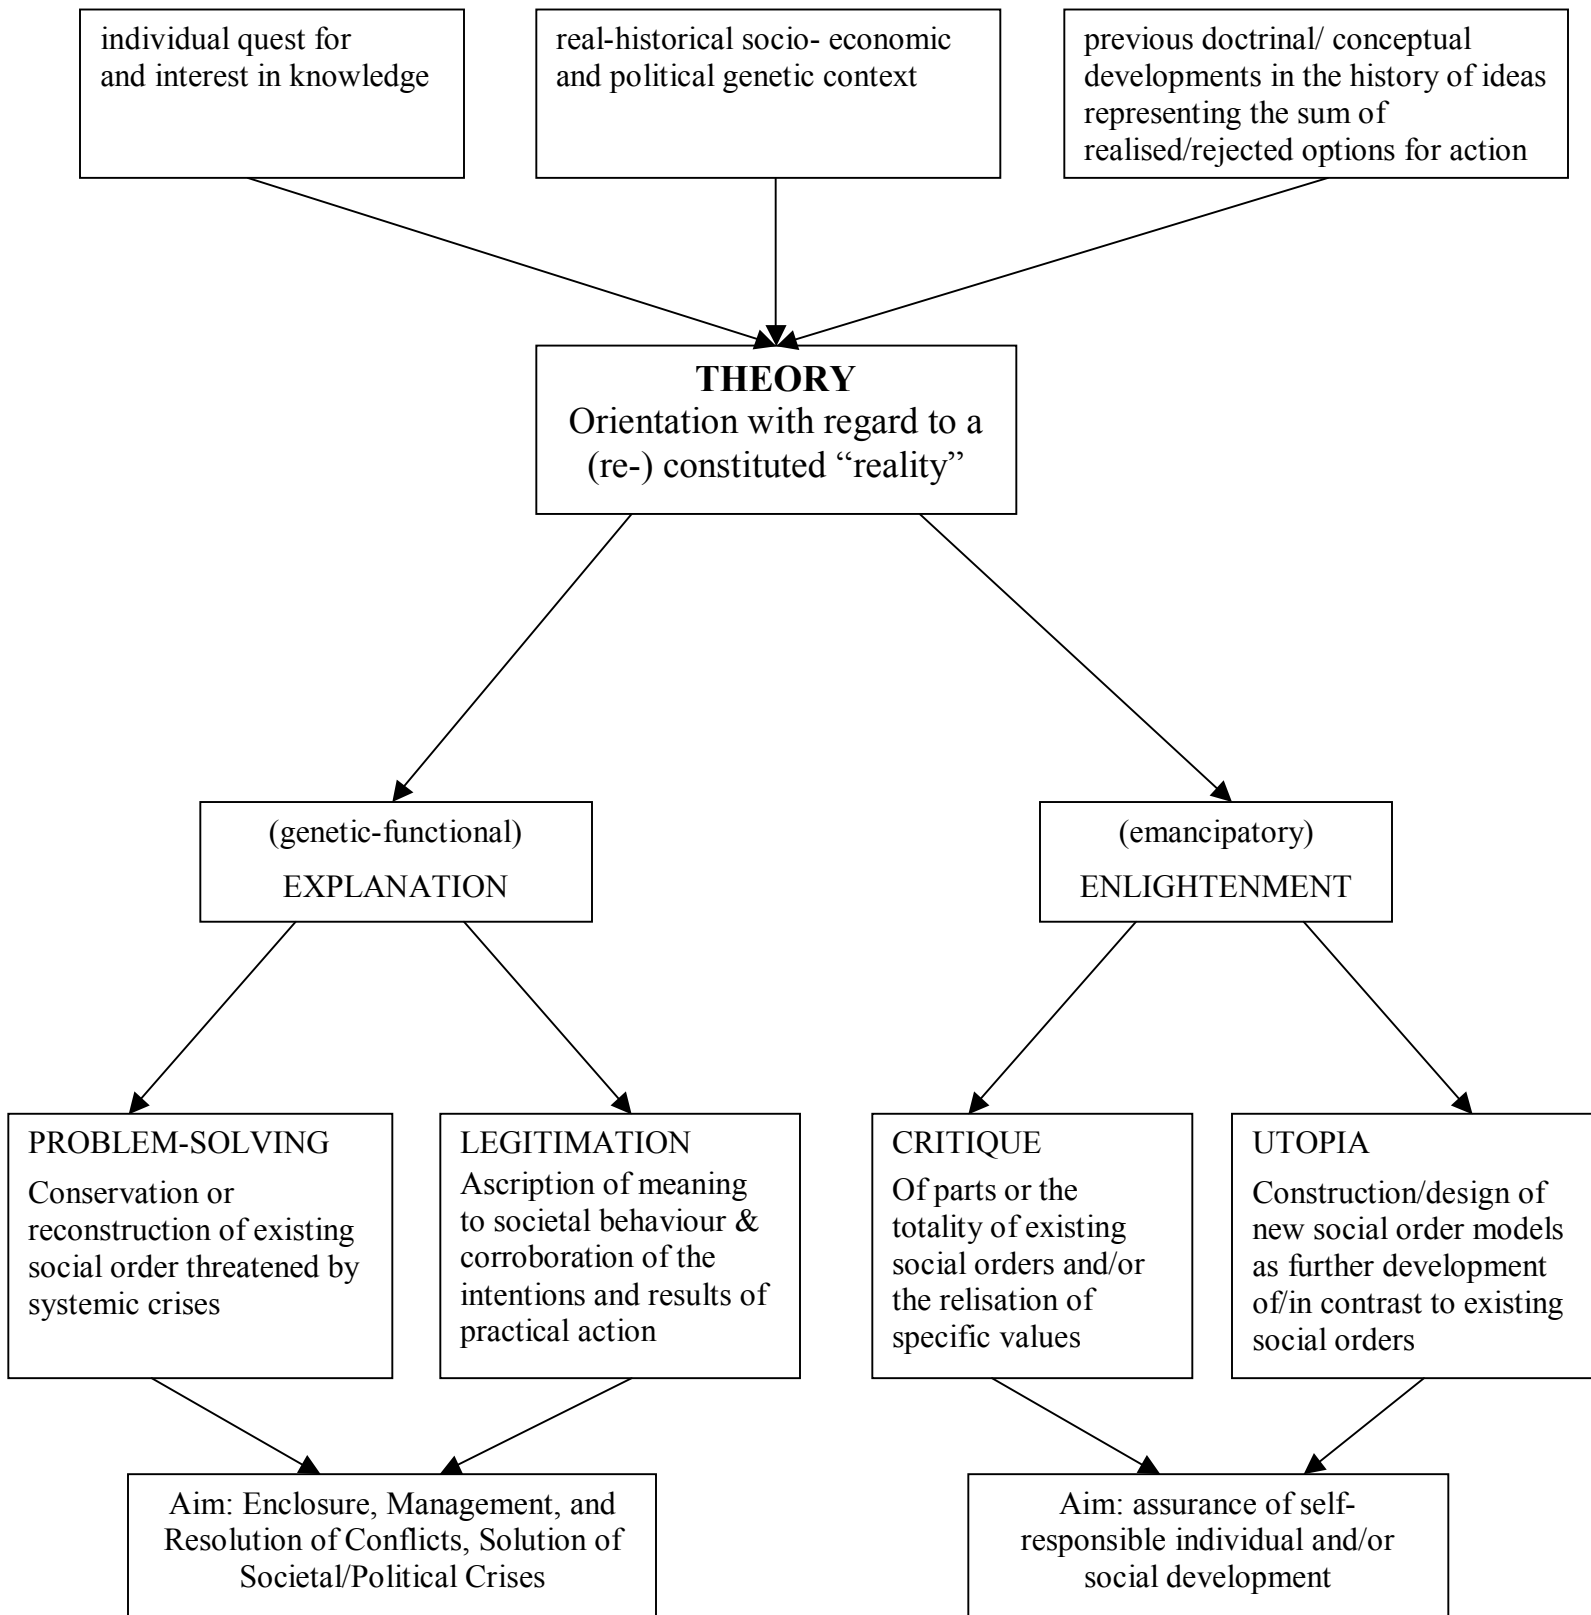 individual quest for
and interest in knowledge
real-historical socio- economic
and political genetic context
previous doctrinal/ conceptual
developments in the history of ideas
representing the sum of
realised/rejected options for action
THEORY
Orientation with regard to a
(re-) constituted “reality”
(genetic-functional)
EXPLANATION
(emancipatory)
ENLIGHTENMENT
PROBLEM-SOLVING
Conservation or
reconstruction of existing
social order threatened by
systemic crises
LEGITIMATION
Ascription of meaning
to societal behaviour &
corroboration of the
intentions and results of
practical action
CRITIQUE
Of parts or the
totality of existing
social orders and/or
the relisation of
specific values
UTOPIA
Construction/design of
new social order models
as further development
of/in contrast to existing
social orders
Aim: Enclosure, Management, and
Resolution of Conflicts, Solution of
Societal/Political Crises
Aim: assurance of self-
responsible individual and/or
social development